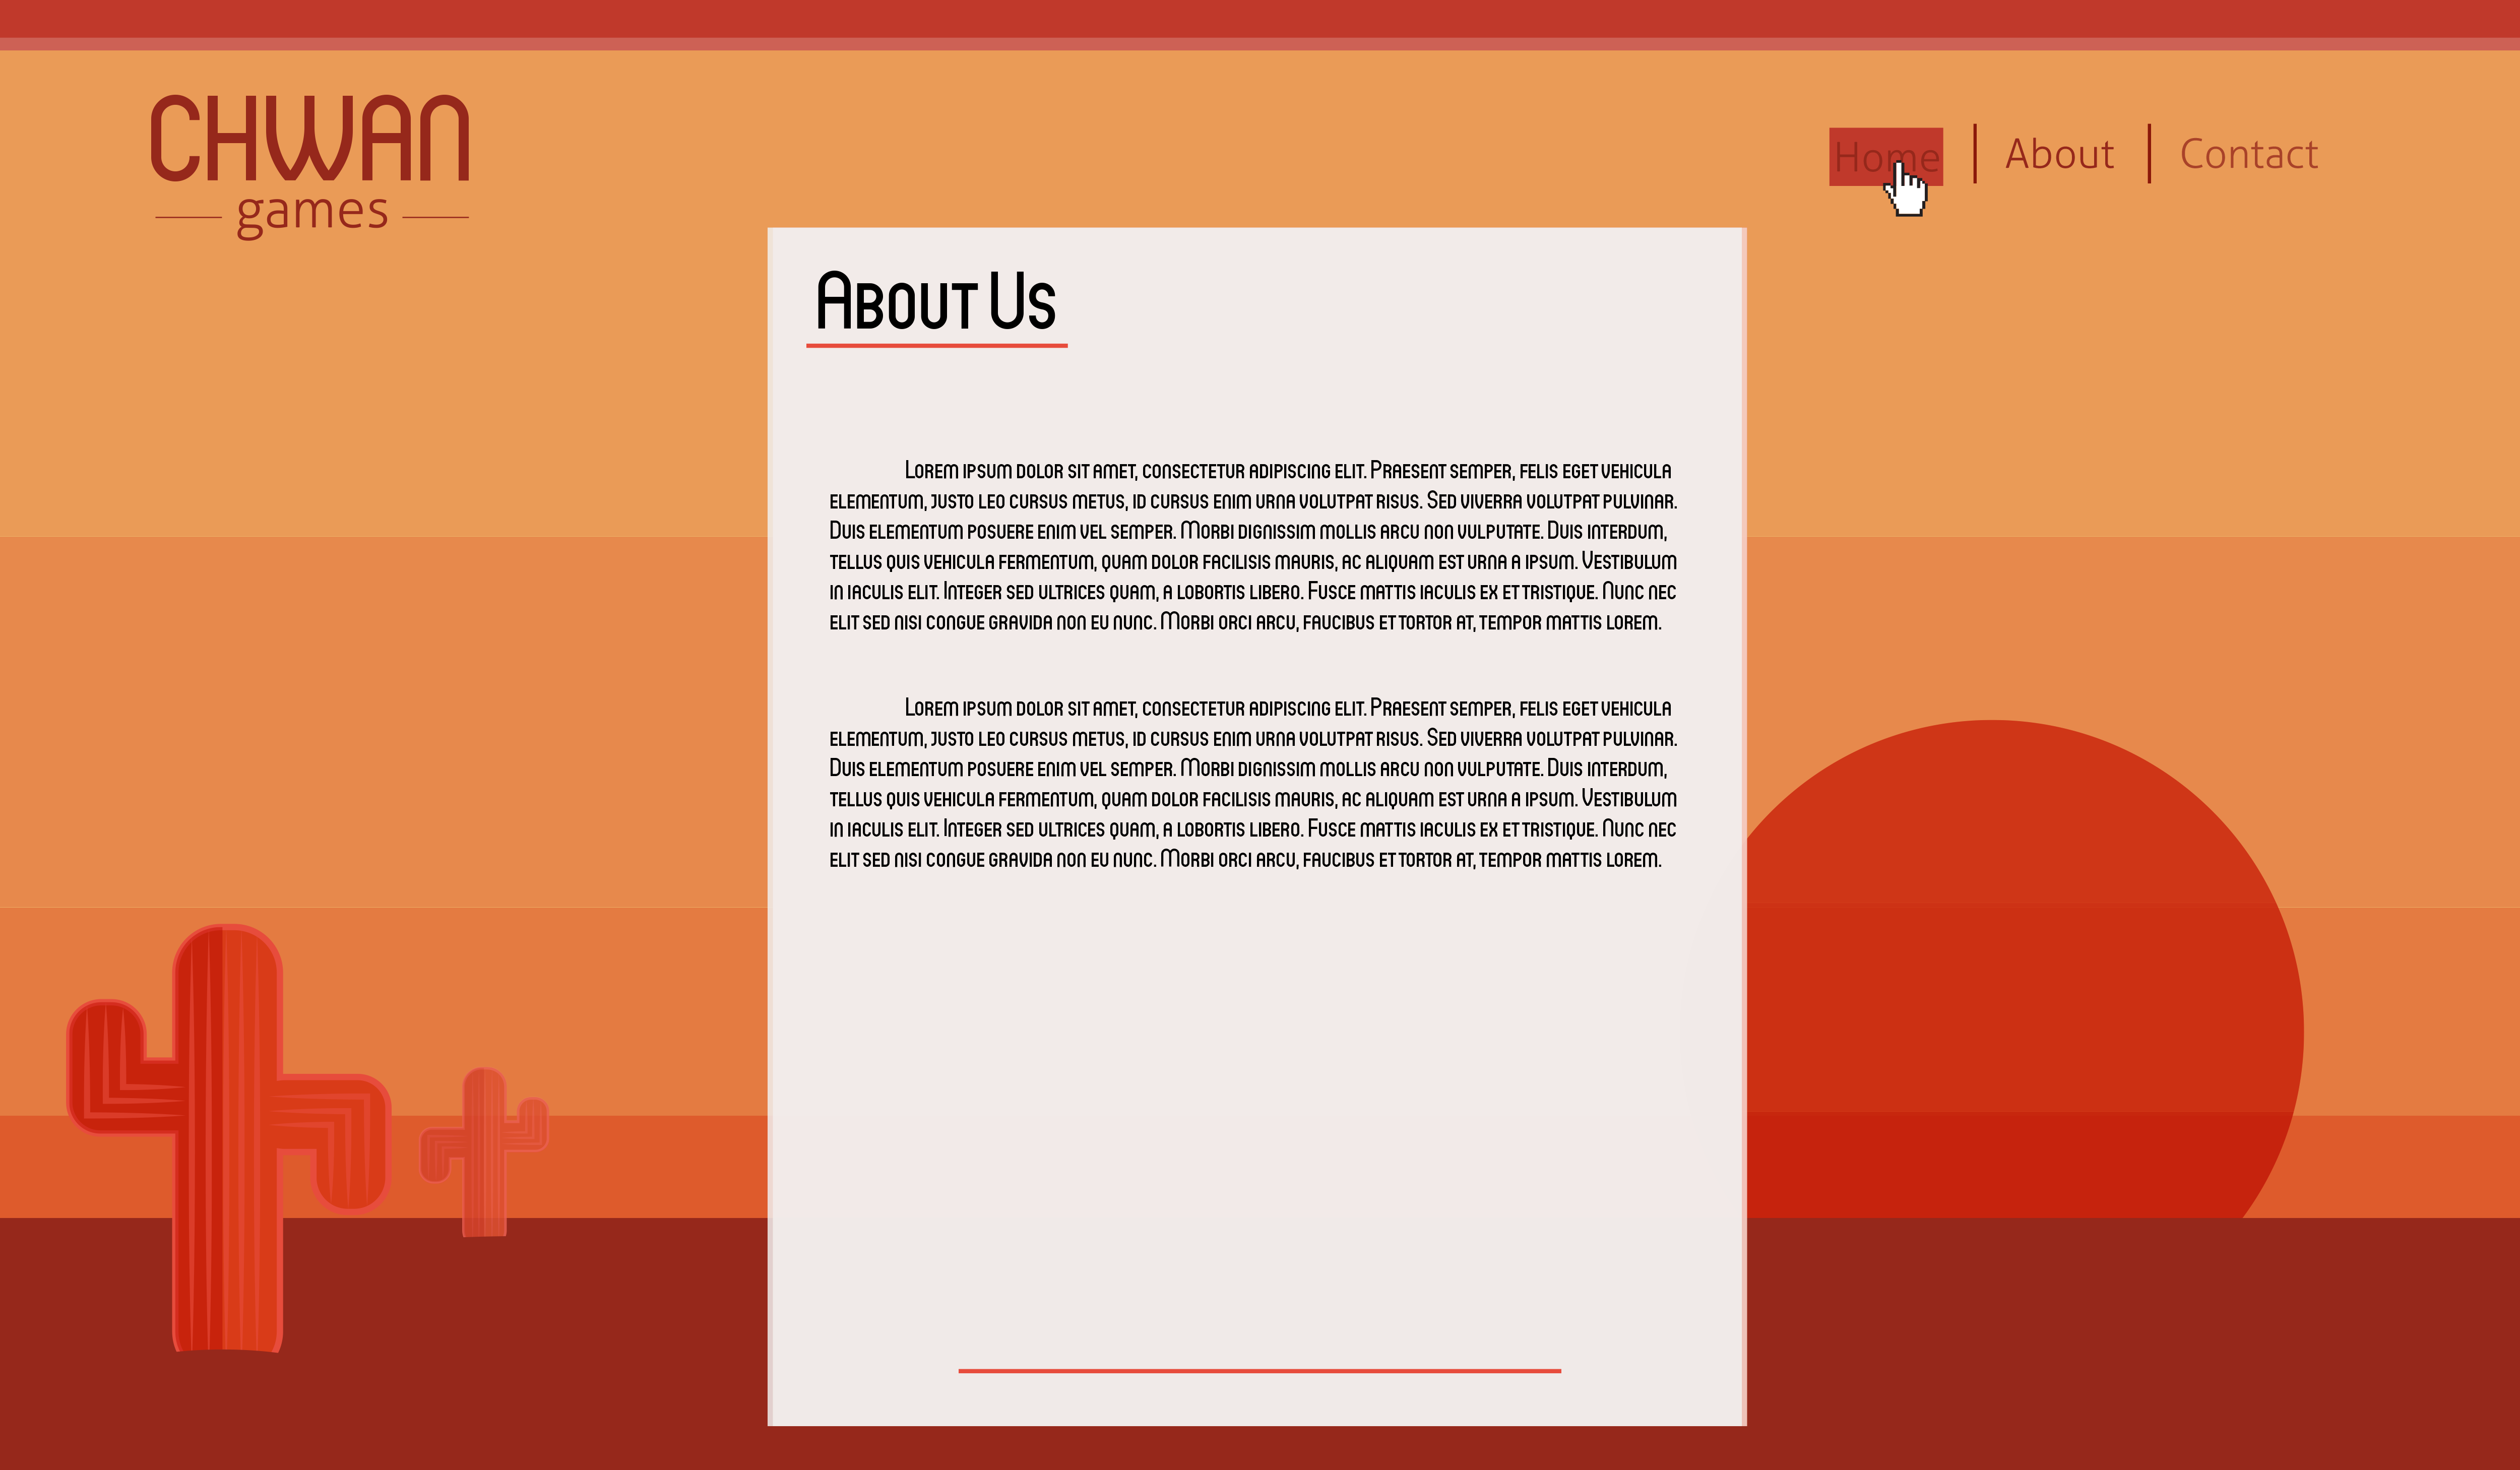 CHWAN
games
Home
About
Contact
About Us
Lorem ipsum dolor sit amet, consectetur adipiscing elit. Praesent semper, felis eget vehicula
elementum, justo leo cursus metus, id cursus enim urna volutpat risus. Sed viverra volutpat pulvinar.
Duis elementum posuere enim vel semper. Morbi dignissim mollis arcu non vulputate. Duis interdum,
tellus quis vehicula fermentum, quam dolor facilisis mauris, ac aliquam est urna a ipsum. Vestibulum
in iaculis elit. Integer sed ultrices quam, a lobortis libero. Fusce mattis iaculis ex et tristique. Nunc nec
elit sed nisi congue gravida non eu nunc. Morbi orci arcu, faucibus et tortor at, tempor mattis lorem.
Lorem ipsum dolor sit amet, consectetur adipiscing elit. Praesent semper, felis eget vehicula
elementum, justo leo cursus metus, id cursus enim urna volutpat risus. Sed viverra volutpat pulvinar.
Duis elementum posuere enim vel semper. Morbi dignissim mollis arcu non vulputate. Duis interdum,
tellus quis vehicula fermentum, quam dolor facilisis mauris, ac aliquam est urna a ipsum. Vestibulum
in iaculis elit. Integer sed ultrices quam, a lobortis libero. Fusce mattis iaculis ex et tristique. Nunc nec
elit sed nisi congue gravida non eu nunc. Morbi orci arcu, faucibus et tortor at, tempor mattis lorem.